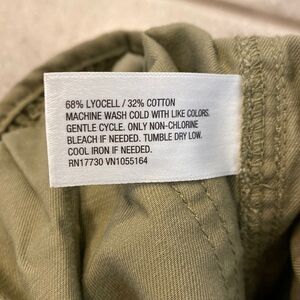 68% LYOCELL / 32% COTTON
MACHINE WASH COLD WITH LIKE COLORS.
GENTLE CYCLE. ONLY NON-CHLORINE
BLEACH IF NEEDED. TUMBLE DRY LOW.
COOL IRON IF NEEDED.
RN17730 VN1055164